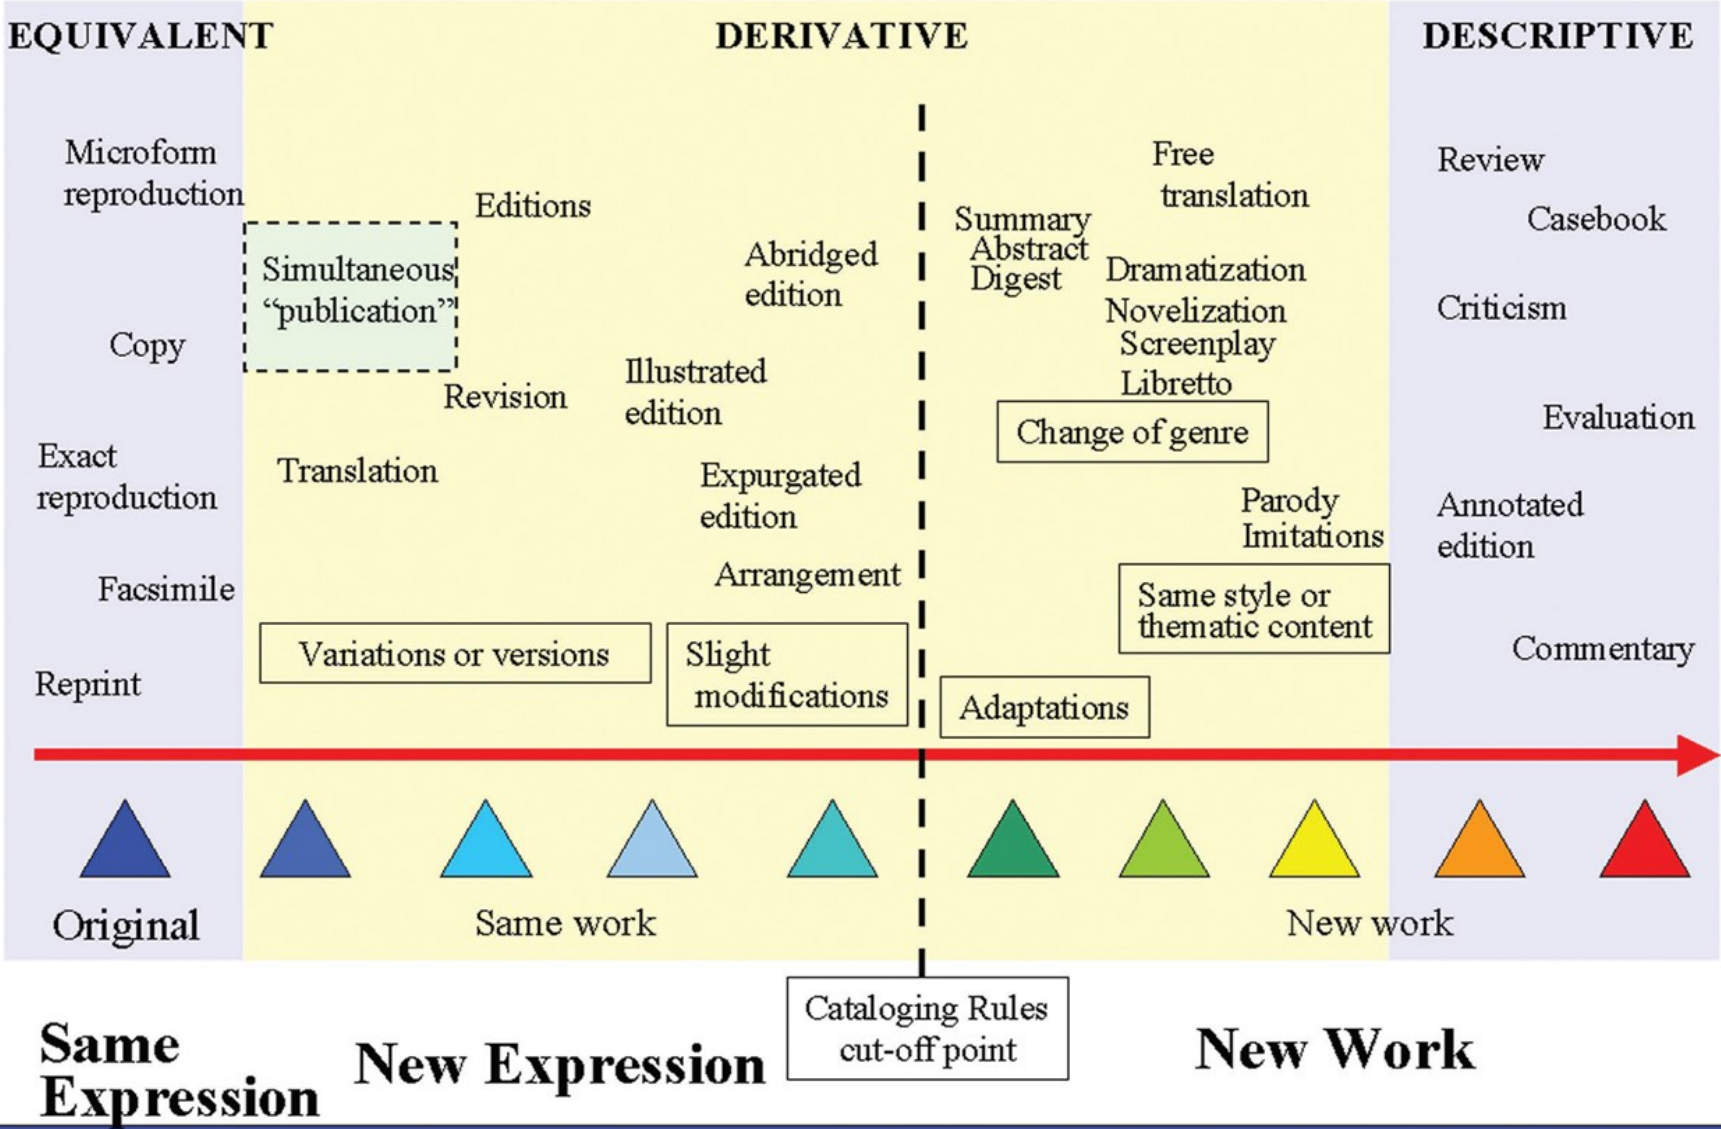 EQUIVALENT
DERIVATIVE
DESCRIPTIVE
Microform
reproduction
Copy
Exact
reproduction
Facsimile
Reprint
Simultaneous
“publication”
Editions
Revision
Translation
Illustrated
edition
Abridged
edition
Expurgated
edition
Arrangement
Variations or versions
Slight
modifications
Free
translation
Summary
Abstract
Digest
Dramatization
Novelization
Screenplay
Libretto
Change of genre
Parody
Imitations
Same style or
thematic content
Adaptations
Review
Casebook
Criticism
Evaluation
Annotated
edition
Commentary
Original
Same work
New work
Cataloging Rules
cut-off point
Same
Expression
New Expression
New Work